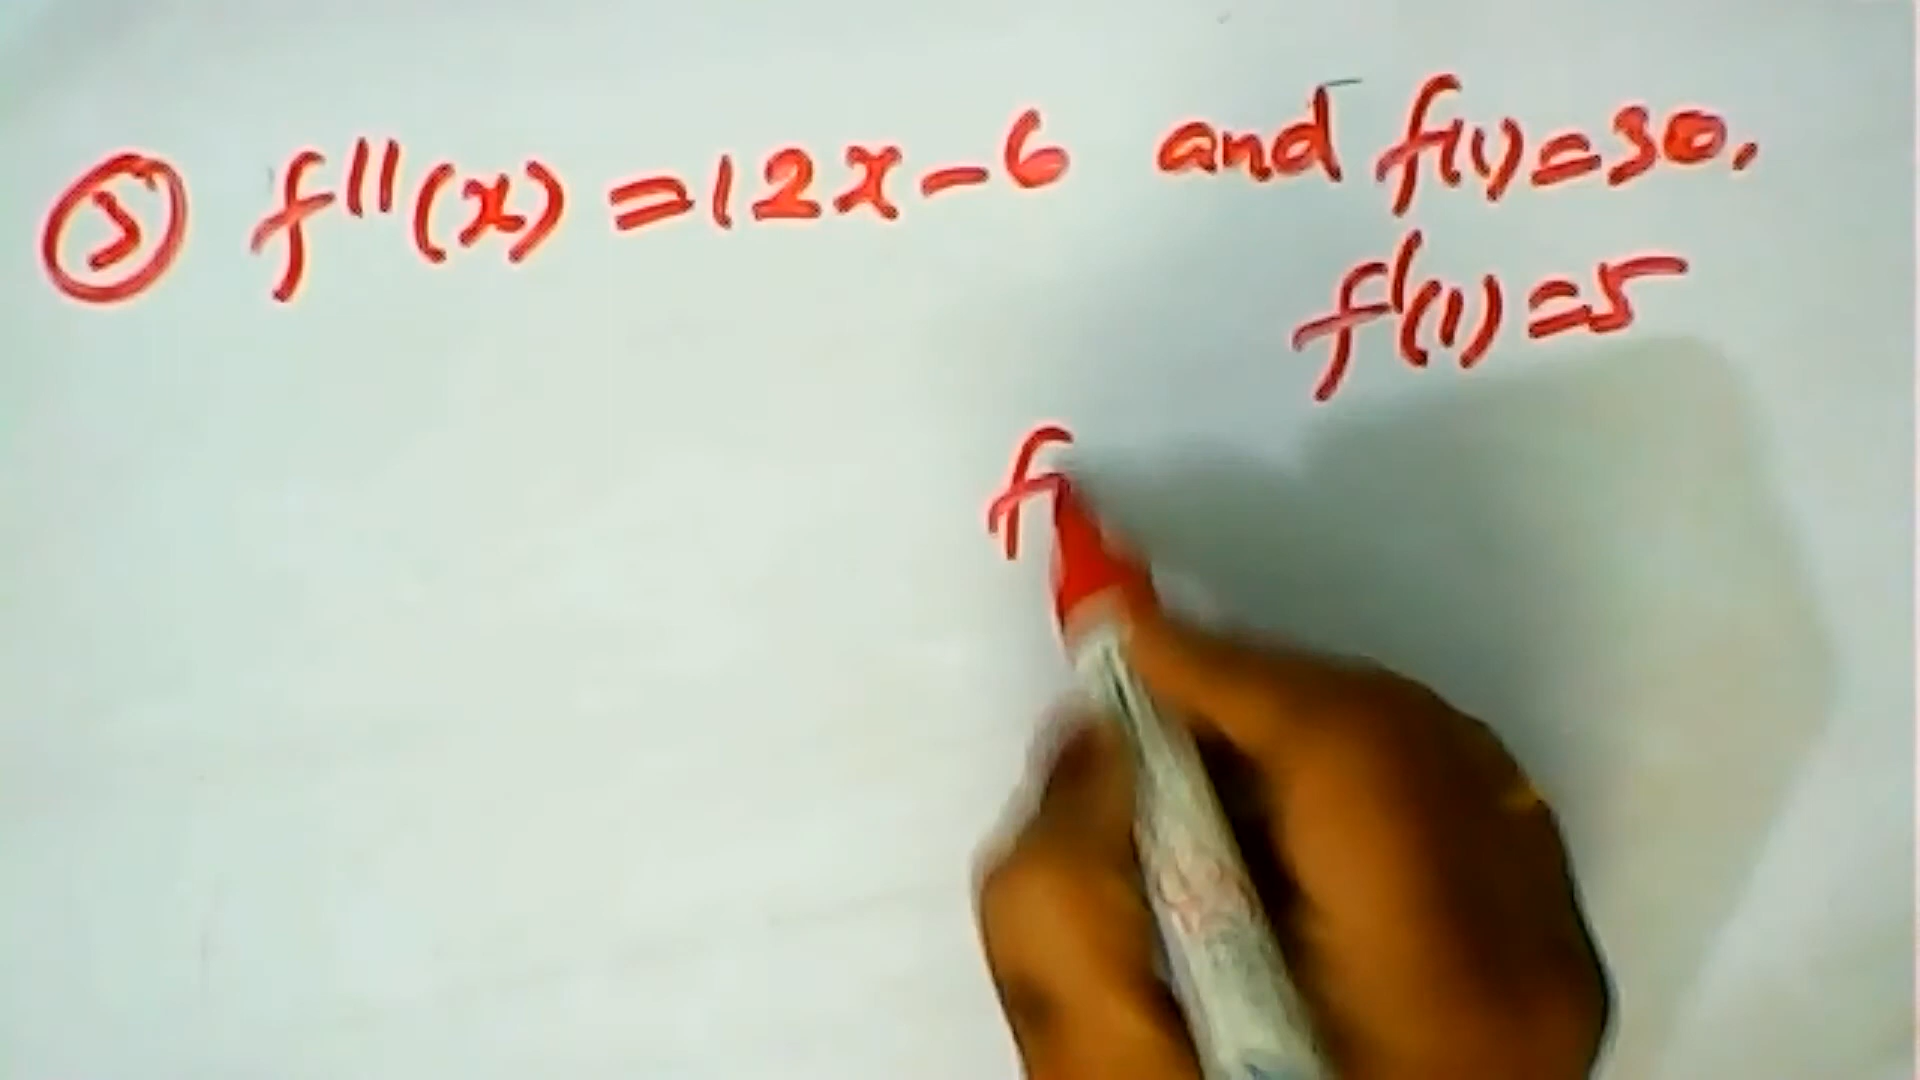 ⑤ f''(x) = 12x - 6 and f(1) = 30,
f'(1) = 5
f